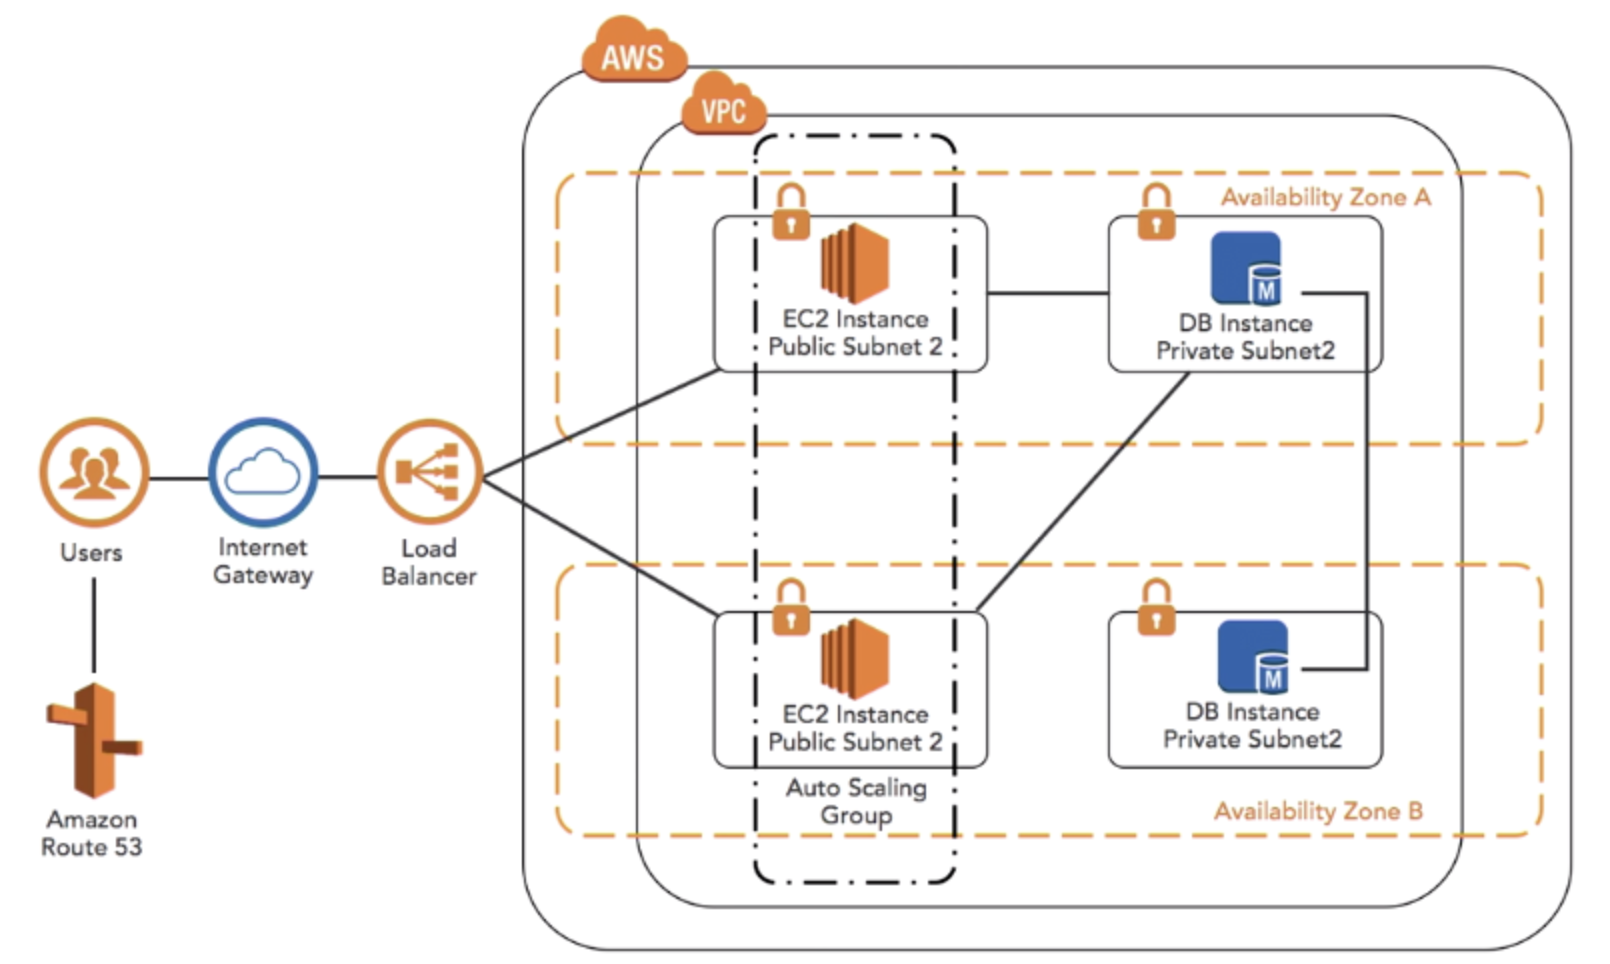 AWS
VPC
Availability Zone A
EC2 Instance
Public Subnet 2
M
DB Instance
Private Subnet2
Users
Internet
Gateway
Load
Balancer
EC2 Instance
Public Subnet 2
M
DB Instance
Private Subnet2
Auto Scaling
Group
Availability Zone B
Amazon
Route 53